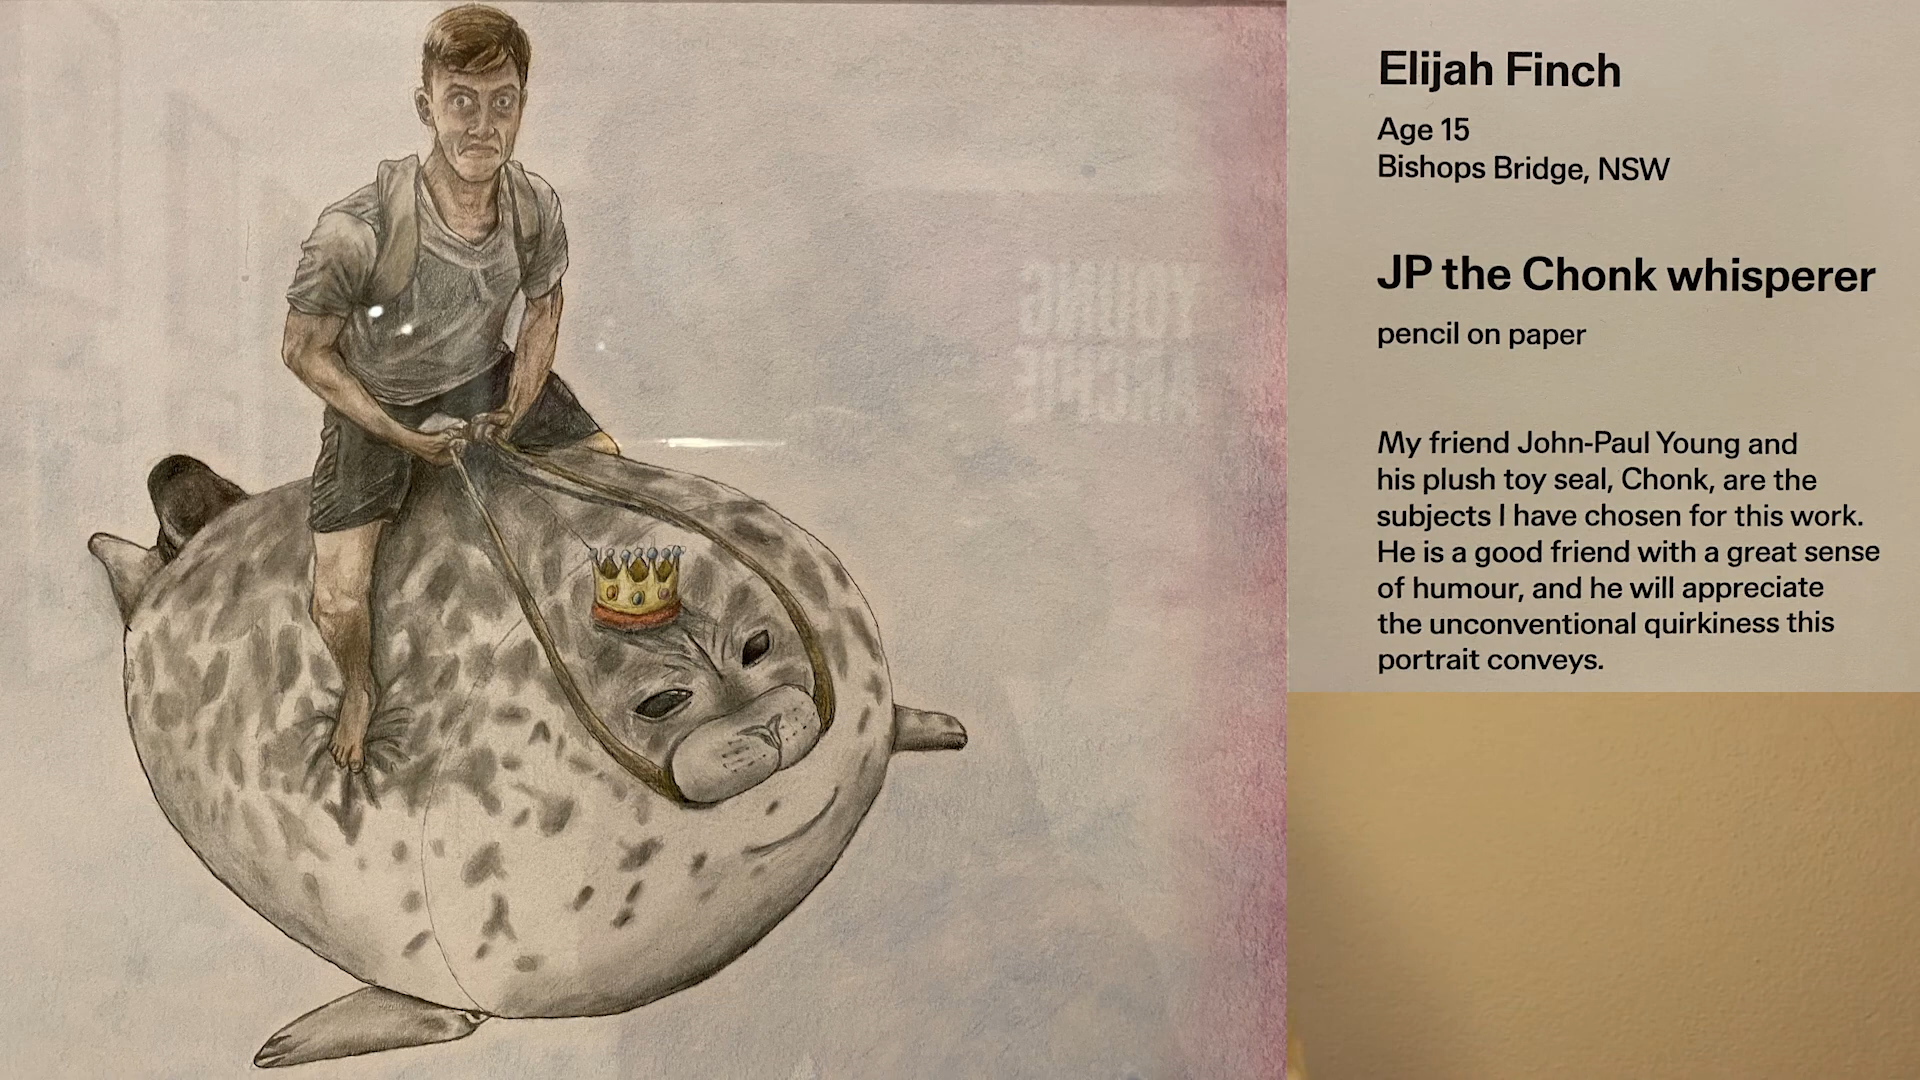 YOUNG
ARCHIE
Elijah Finch
Age 15
Bishops Bridge, NSW
JP the Chonk whisperer
pencil on paper
My friend John-Paul Young and
his plush toy seal, Chonk, are the
subjects I have chosen for this work.
He is a good friend with a great sense
of humour, and he will appreciate
the unconventional quirkiness this
portrait conveys.